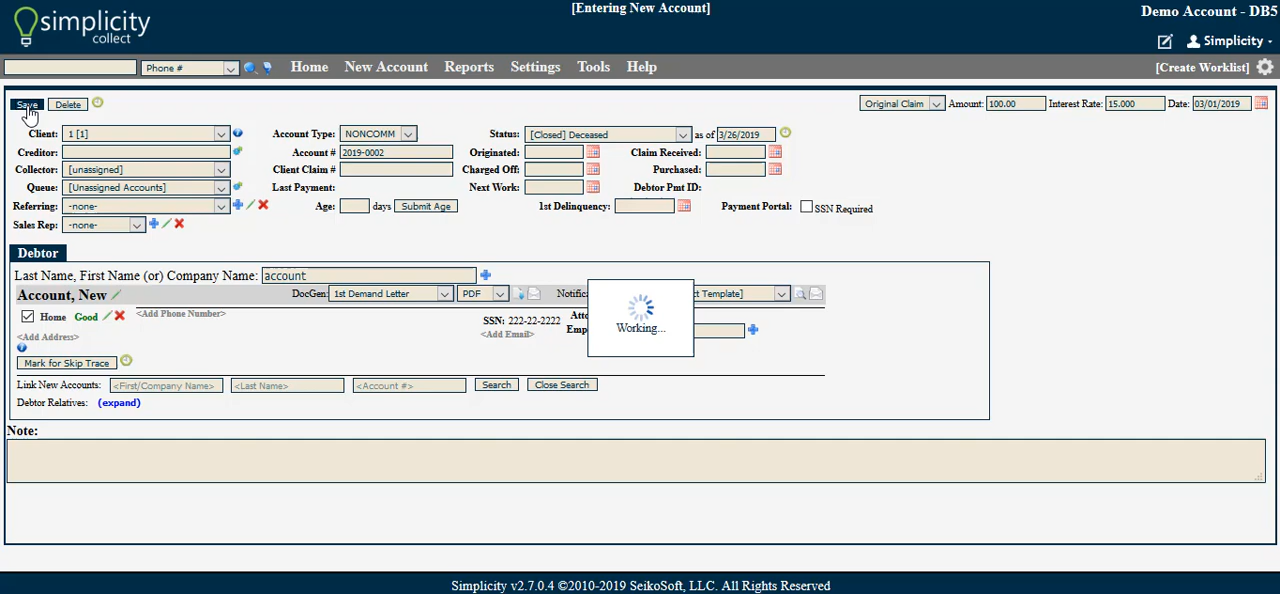 [Entering New Account]
Demo Account - DB5
simplicity
collect
Simplicity
Phone #
Home
New Account
Reports
Settings
Tools
Help
[Create Worklist]
Save
Delete
Original Claim
Amount: 100.00
Interest Rate: 15.000
Date: 03/01/2019
Client: 1 [1]
Account Type: NONCOMM
Status: [Closed] Deceased
as of 3/26/2019
Creditor:
Account # 2019-0002
Originated:
Claim Received:
Collector: [unassigned]
Client Claim #
Charged Off:
Purchased:
Queue: [Unassigned Accounts]
Last Payment:
Next Work:
Debtor Pmt ID:
Referring: -none-
Age:
days
Submit Age
1st Delinquency:
Payment Portal:
SSN Required
Sales Rep: -none-
Debtor
Last Name, First Name (or) Company Name: account
Account, New
DocGen: 1st Demand Letter
PDF
Template]
Home
Good
<Add Phone Number>
SSN: 222-22-2222
<Add Email>
<Add Address>
Working...
Mark for Skip Trace
Link New Accounts:
<First/Company Name>
<Last Name>
<Account #>
Search
Close Search
Debtor Relatives:
(expand)
Note:
Simplicity v2.7.0.4 ©2010-2019 SeikoSoft, LLC. All Rights Reserved